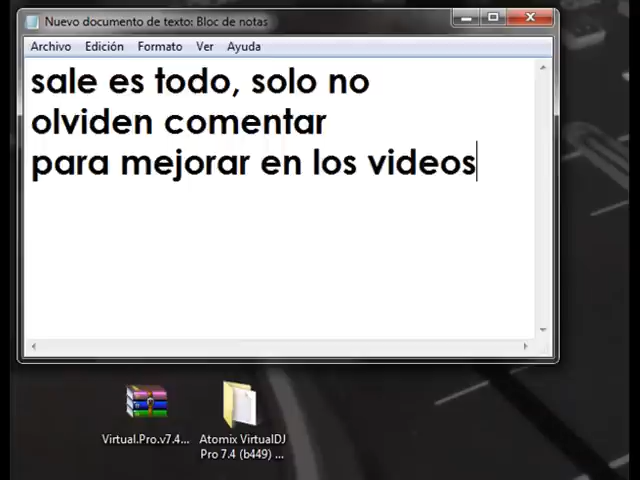 Nuevo documento de texto: Bloc de notas
Archivo Edición Formato Ver Ayuda
sale es todo, solo no
olviden comentar
para mejorar en los videos
Virtual.Pro.v7.4...
Atomix VirtualDJ
Pro 7.4 (b449) ...